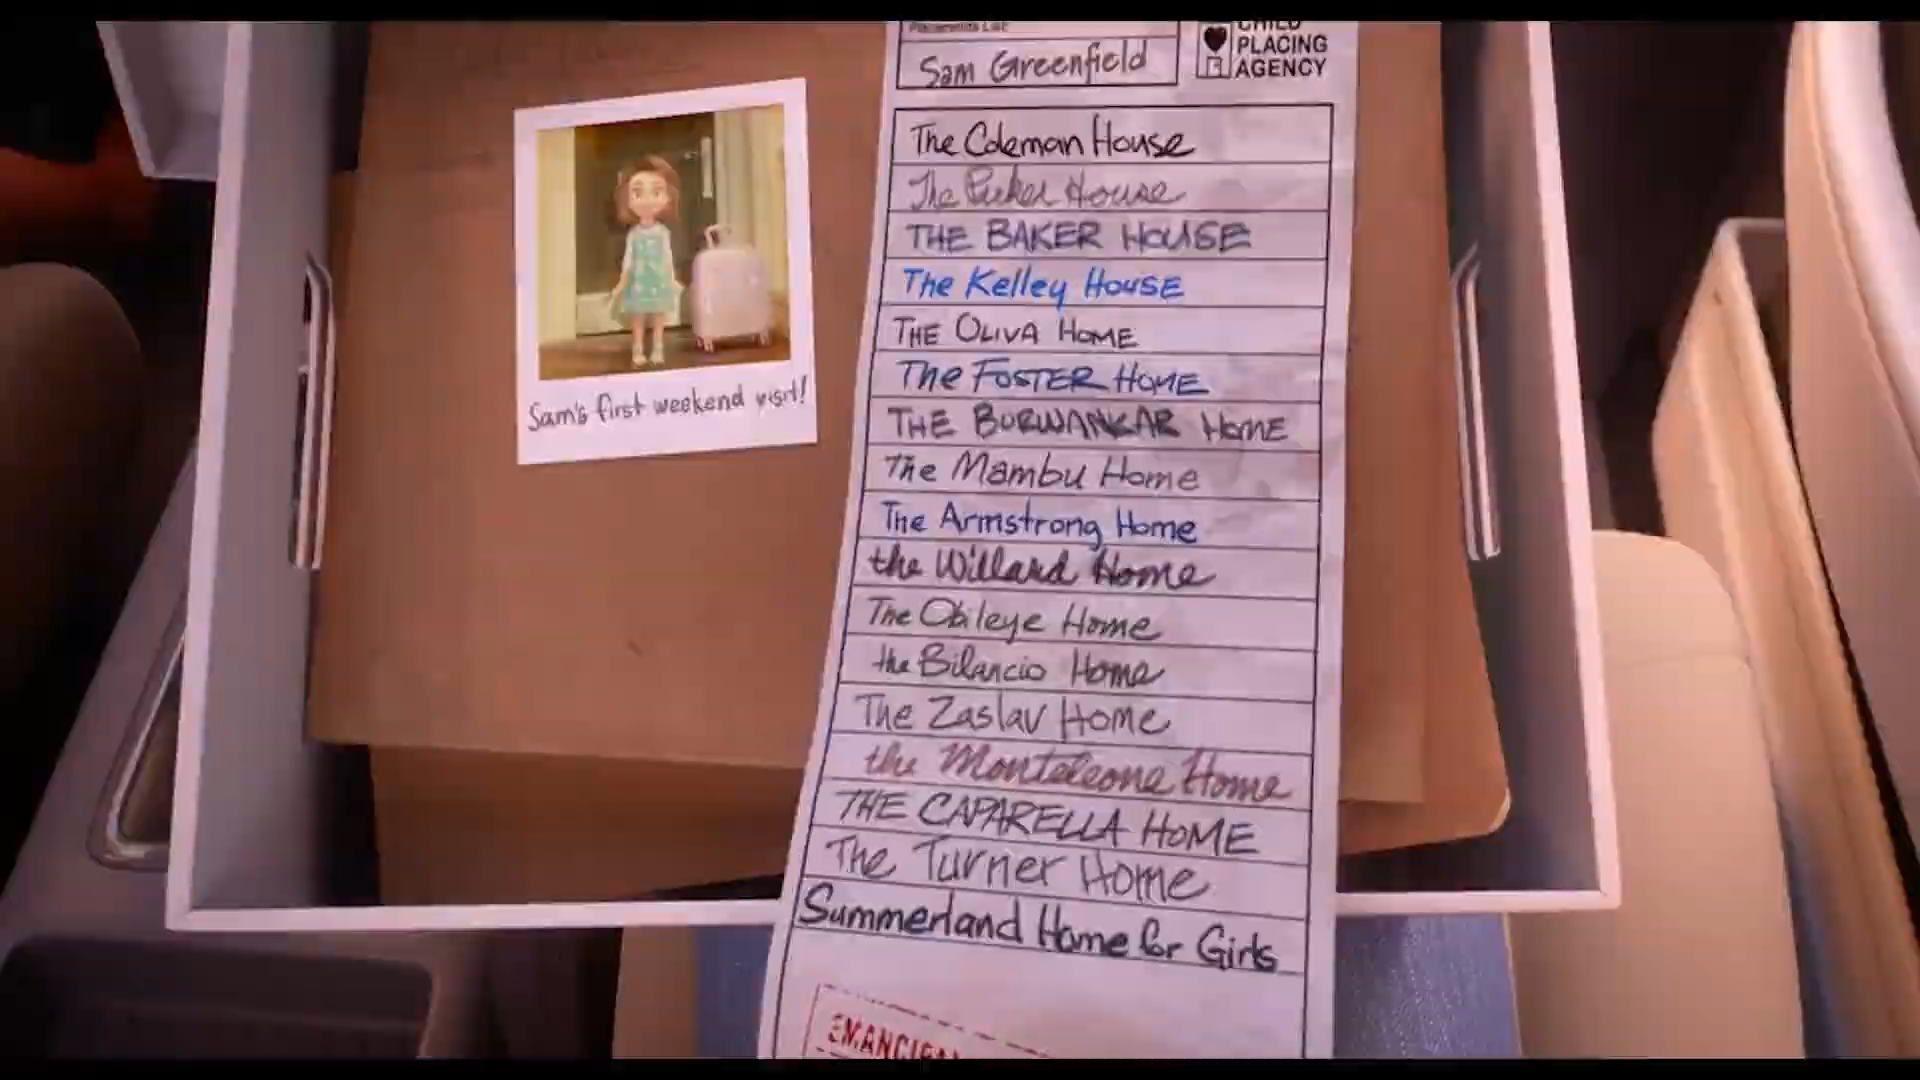 Placements List
Sam Greenfield
CHILD
PLACING
AGENCY
The Coleman House
The House
THE BAKER HOUSE
The Kelley House
THE OLIVA HOME
The FOSTER HOME
THE BURWANKAR HOME
The Mambu Home
The Armstrong Home
the Willard Home
The Obileye Home
the Bilancio Home
The Zaslav Home
the Monteleone Home
THE CAPARELLA HOME
The Turner Home
Summerland Home for Girls
Sam's first weekend visit!